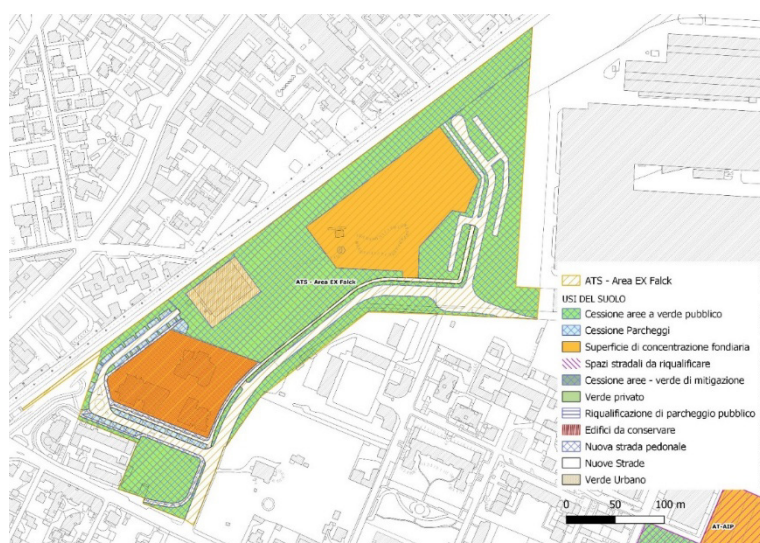 ATS - Area EX Falck
ATS - Area EX Falck
USI DEL SUOLO
Cessione aree a verde pubblico
Cessione Parcheggi
Superficie di concentrazione fondiaria
Spazi stradali da riqualificare
Cessione aree - verde di mitigazione
Verde privato
Riqualificazione di parcheggio pubblico
Edifici da conservare
Nuova strada pedonale
Nuove Strade
Verde Urbano
0 50 100 m
AT-AIP